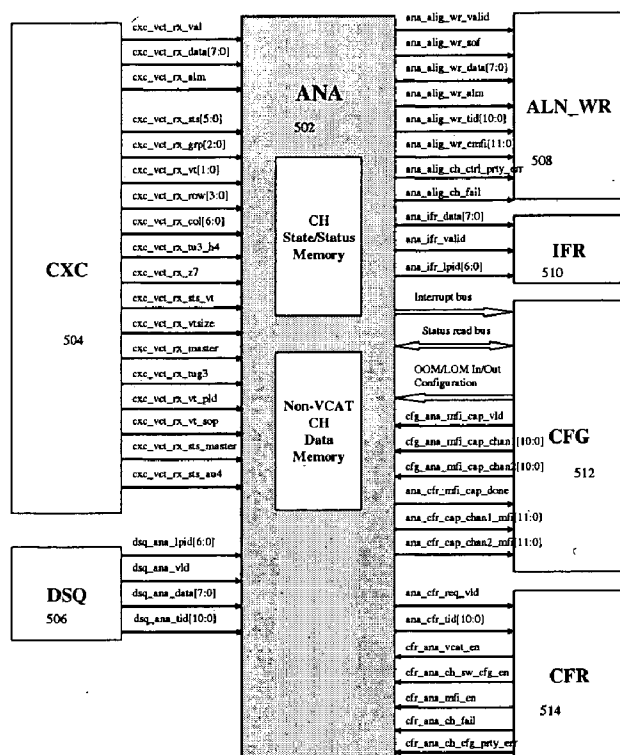 CXC
504
cxc_vct_rx_val
cxc_vct_rx_data[7:0]
cxc_vct_rx_alm
cxc_vct_rx_sts[5:0]
cxc_vct_rx_grp[2:0]
cxc_vct_rx_vt[1:0]
cxc_vct_rx_row[3:0]
cxc_vct_rx_col[6:0]
cxc_vct_rx_tu3_h4
cxc_vct_rx_z7
cxc_vct_rx_sts_vt
cxc_vct_rx_vtsize
cxc_vct_rx_master
cxc_vct_rx_tug3
cxc_vct_rx_vt_pld
cxc_vct_rx_vt_sop
cxc_vct_rx_sts_master
cxc_vct_rx_sts_au4
DSQ
506
dsq_ana_lpid[6:0]
dsq_ana_vld
dsq_ana_data[7:0]
dsq_ana_tid[10:0]
ANA
502
CH
State/Status
Memory
Non-VCAT
CH
Data
Memory
ana_alig_wr_valid
ana_alig_wr_sof
ana_alig_wr_data[7:0]
ana_alig_wr_alm
ana_alig_wr_tid[10:0]
ana_alig_wr_emfi[11:0]
ana_alig_ch_ctrl_prty_err
ana_alig_ch_fail
ALN_WR
508
ana_ifr_data[7:0]
ana_ifr_valid
ana_ifr_lpid[6:0]
IFR
510
Interrupt bus
Status read bus
OOM/LOM In/Out
Configuration
cfg_ana_mfi_cap_vld
cfg_ana_mfi_cap_chan1[10:0]
cfg_ana_mfi_cap_chan2[10:0]
ana_cfr_mfi_cap_done
ana_cfr_cap_chan1_mfi[11:0]
ana_cfr_cap_chan2_mfi[11:0]
CFG
512
ana_cfr_req_vld
ana_cfr_tid[10:0]
cfr_ana_vcat_en
cfr_ana_ch_sw_cfg_en
cfr_ana_mfi_en
cfr_ana_ch_fail
cfr_ana_ch_cfg_prty_err
CFR
514